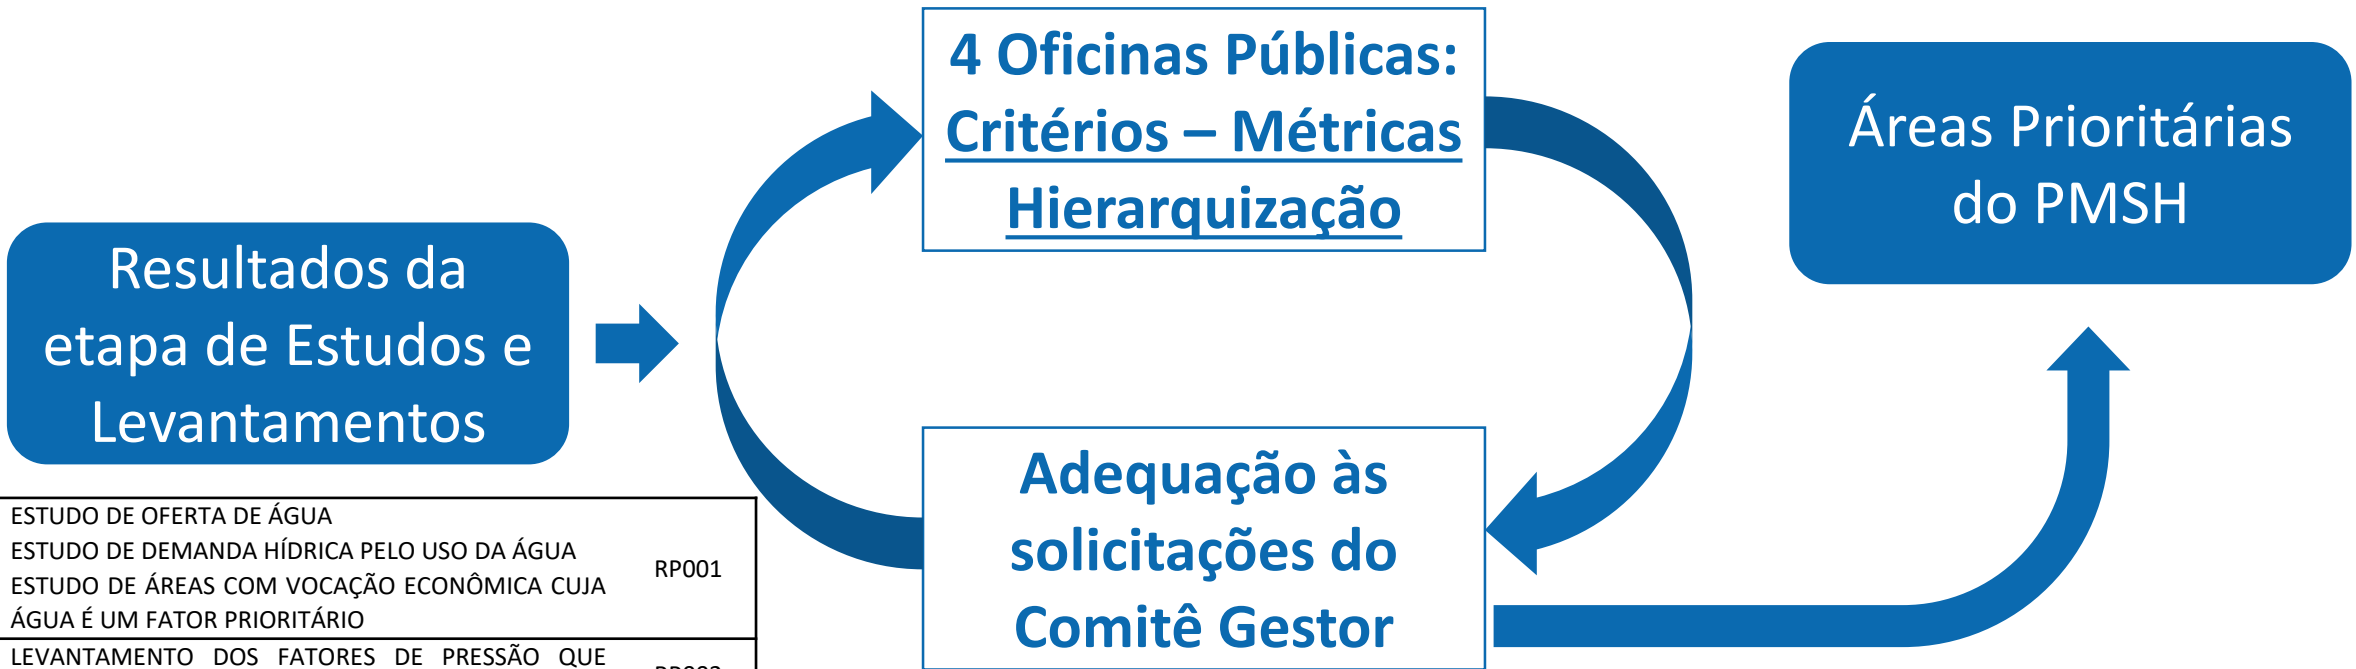 4 Oficinas Públicas:
Critérios – Métricas
Hierarquização
Áreas Prioritárias
do PMSH
Resultados da
etapa de Estudos e
Levantamentos
Adequação às
solicitações do
Comitê Gestor
ESTUDO DE OFERTA DE ÁGUA
ESTUDO DE DEMANDA HÍDRICA PELO USO DA ÁGUA
ESTUDO DE ÁREAS COM VOCAÇÃO ECONÔMICA CUJA
ÁGUA É UM FATOR PRIORITÁRIO
RP001
LEVANTAMENTO DOS FATORES DE PRESSÃO QUE